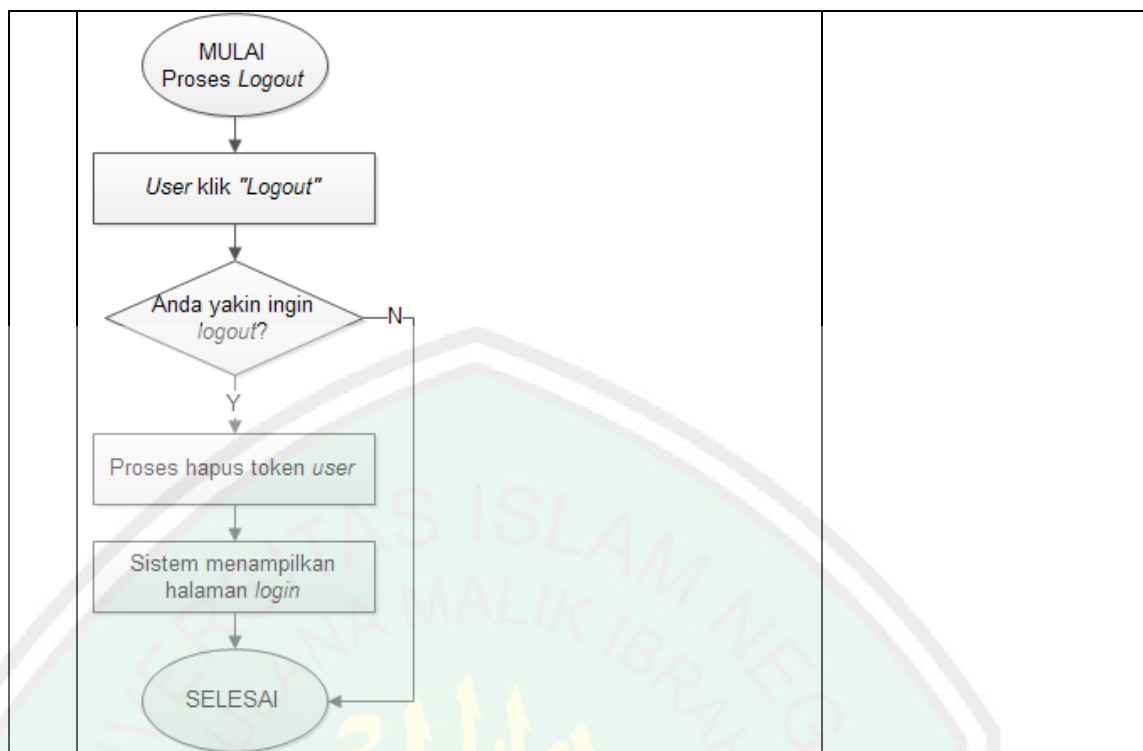 MULAI
Proses Logout
User klik "Logout"
Anda yakin ingin
logout?
N
Y
Proses hapus token user
Sistem menampilkan
halaman login
SELESAI